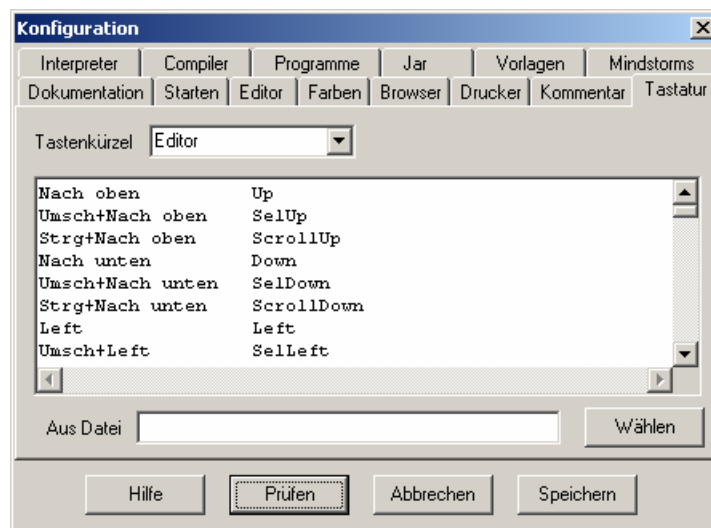 Konfiguration
Interpreter Compiler Programme Jar Vorlagen Mindstorms
Dokumentation Starten Editor Farben Browser Drucker Kommentar Tastatur
Tastenkürzel Editor
Nach oben Up
Umsch+Nach oben SelUp
Strg+Nach oben ScrollUp
Nach unten Down
Umsch+Nach unten SelDown
Strg+Nach unten ScrollDown
Left Left
Umsch+Left SelLeft
Aus Datei Wählen
Hilfe Prüfen Abbrechen Speichern